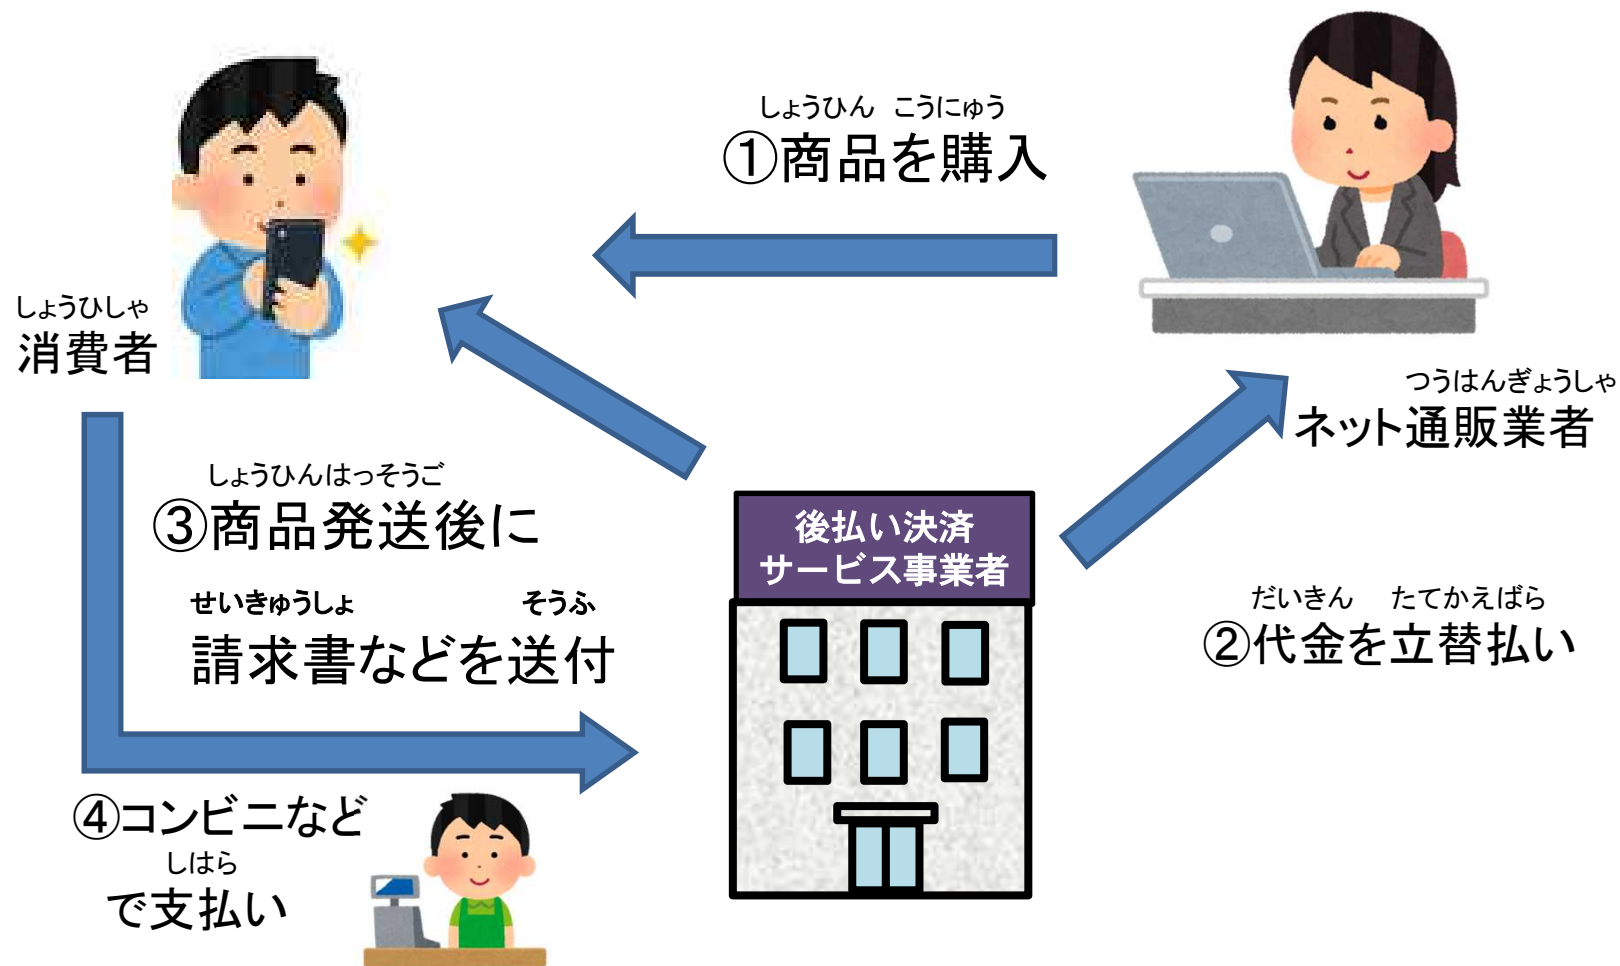 しょうひん こうにゅう
①商品を購入
しょうひしゃ
消費者
つうはんぎょうしゃ
ネット通販業者
しょうひんはっそうご
③商品発送後に
せいきゅうしょ そうふ
請求書などを送付
後払い決済
サービス事業者
だいきん たてかえばら
②代金を立替払い
④コンビニなど
しはら
で支払い